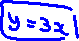 y = 3x